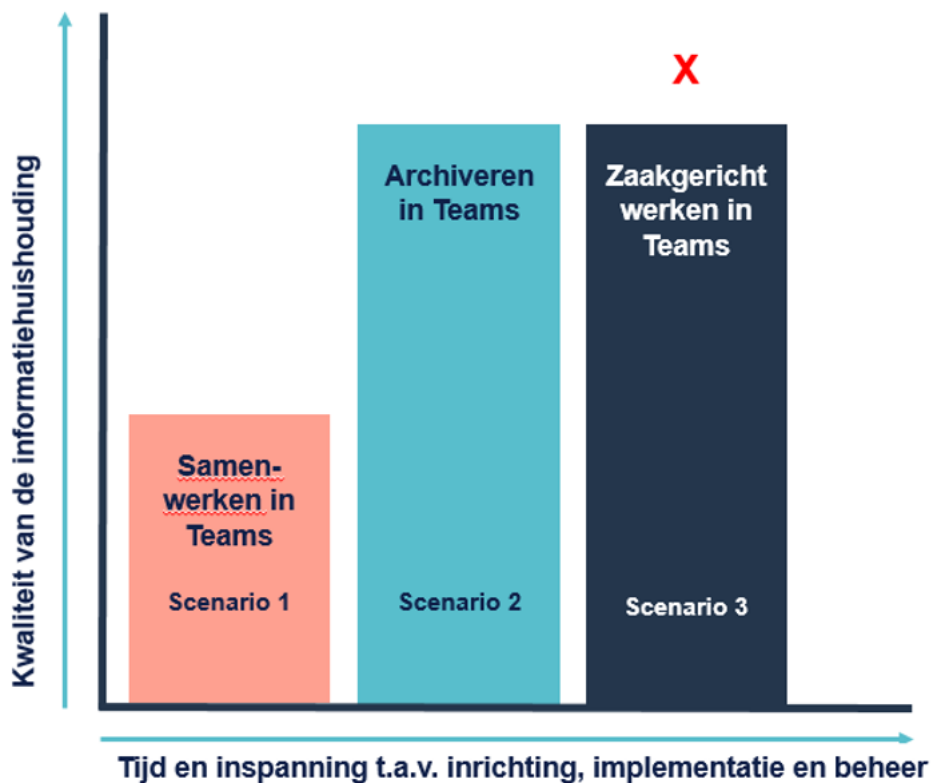 Kwaliteit van de informatiehuishouding
X
Archiveren
in Teams
Zaakgericht
werken in
Teams
Samen-
werken in
Teams
Scenario 1
Scenario 2
Scenario 3
Tijd en inspanning t.a.v. inrichting, implementatie en beheer